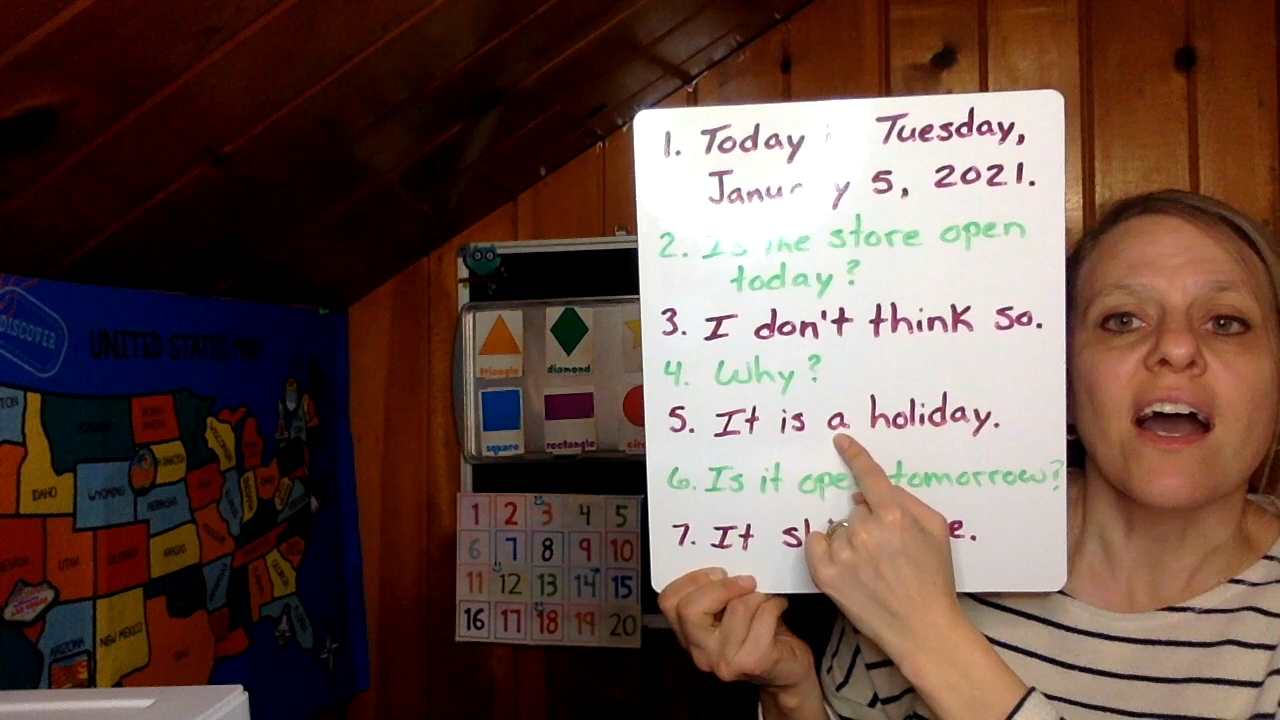 1. Today Tuesday,
5, 2021.
2. the store open
today?
3. I don't think so.
4. Why?
5. It is a holiday.
6. Is it tomorrow?
7. It
DISCOVER
UNITED STATES MAP
IDAHO
WYOMING
UTAH
COLORADO
KANSAS
ARIZONA
NEW MEXICO
triangle
diamond
square
rectangle
1 2 3 4 5
6 7 8 9 10
11 12 13 14 15
16 17 18 19 20